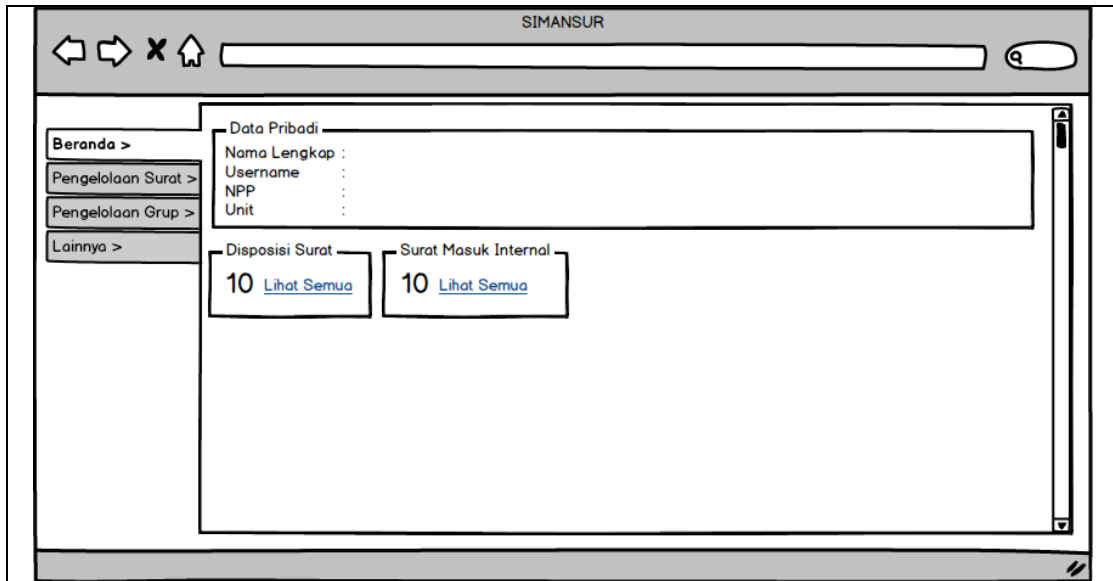 SIMANSUR
Beranda >
Pengelolaan Surat >
Pengelolaan Grup >
Lainnya >
Data Pribadi
Nama Lengkap :
Username :
NPP :
Unit :
Disposisi Surat
10 Lihat Semua
Surat Masuk Internal
10 Lihat Semua